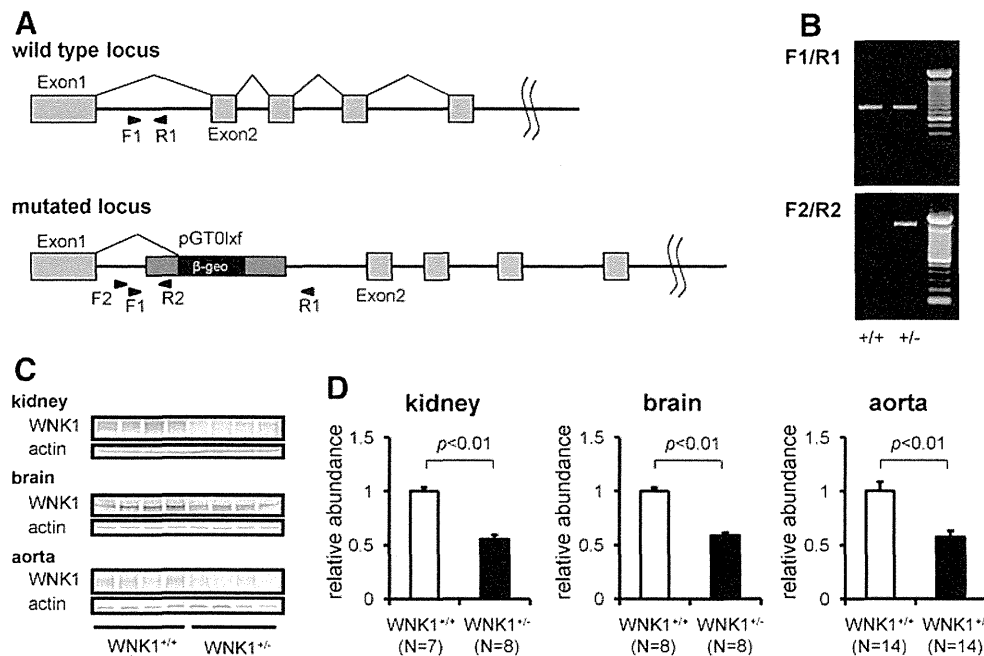 A
wild type locus
Exon1
F1
R1
Exon2
mutated locus
Exon1
pGT0lxf
β-geo
F2
F1
R2
R1
Exon2
B
F1/R1
F2/R2
+/+
+/-
C
kidney
WNK1
actin
brain
WNK1
actin
aorta
WNK1
actin
WNK1+/+
WNK1+/-
D
kidney
relative abundance
1.5
1
0.5
0
p<0.01
WNK1+/+
(N=7)
WNK1+/-
(N=8)
brain
relative abundance
1.5
1
0.5
0
p<0.01
WNK1+/+
(N=8)
WNK1+/-
(N=8)
aorta
relative abundance
1.5
1
0.5
0
p<0.01
WNK1+/+
(N=14)
WNK1+/-
(N=14)